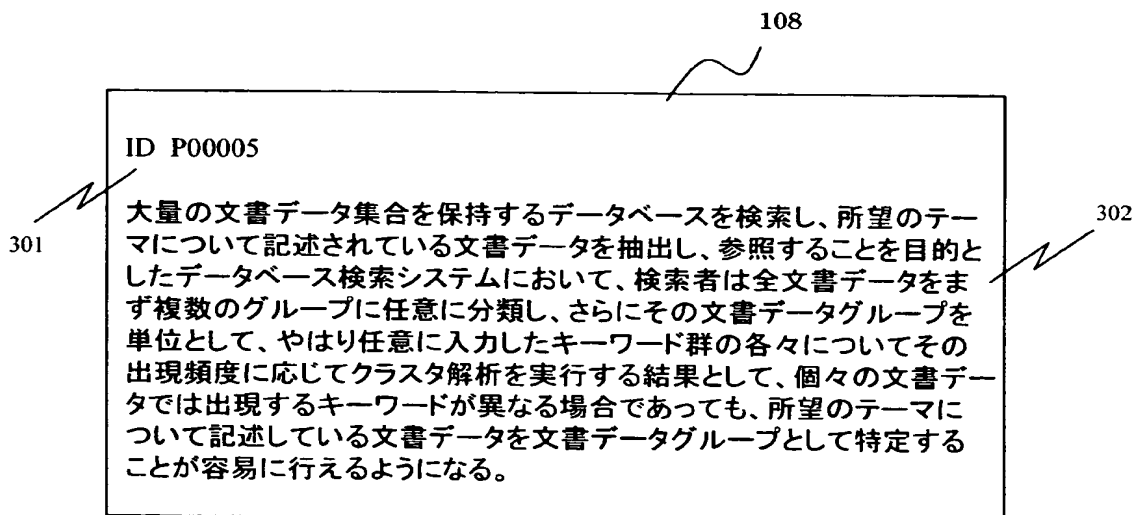 108
ID P00005
301
302
大量の文書データ集合を保持するデータベースを検索し、所望のテー
マについて記述されている文書データを抽出し、参照することを目的と
したデータベース検索システムにおいて、検索者は全文書データをま
ず複数のグループに任意に分類し、さらにその文書データグループを
単位として、やはり任意に入力したキーワード群の各々についてその
出現頻度に応じてクラスタ解析を実行する結果として、個々の文書デー
タでは出現するキーワードが異なる場合であっても、所望のテーマに
ついて記述している文書データを文書データグループとして特定する
ことが容易に行えるようになる。